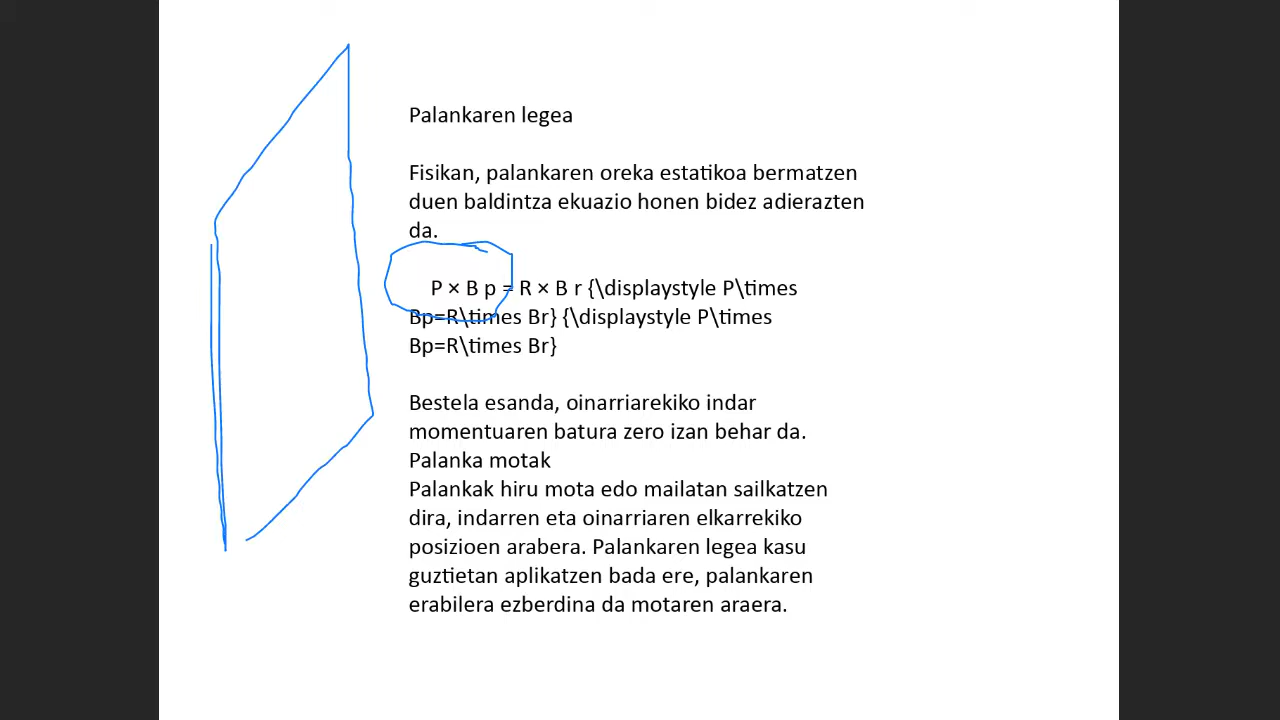 Palankaren legea
Fisikan, palankaren oreka estatikoa bermatzen
duen baldintza ekuazio honen bidez adierazten
da.
P × B p = R × B r {\displaystyle P\times
Bp=R\times Br} {\displaystyle P\times
Bp=R\times Br}
Bestela esanda, oinarriarekiko indar
momentuaren batura zero izan behar da.
Palanka motak
Palankak hiru mota edo mailatan sailkatzen
dira, indarren eta oinarriaren elkarrekiko
posizioen arabera. Palankaren legea kasu
guztietan aplikatzen bada ere, palankaren
erabilera ezberdina da motaren araera.